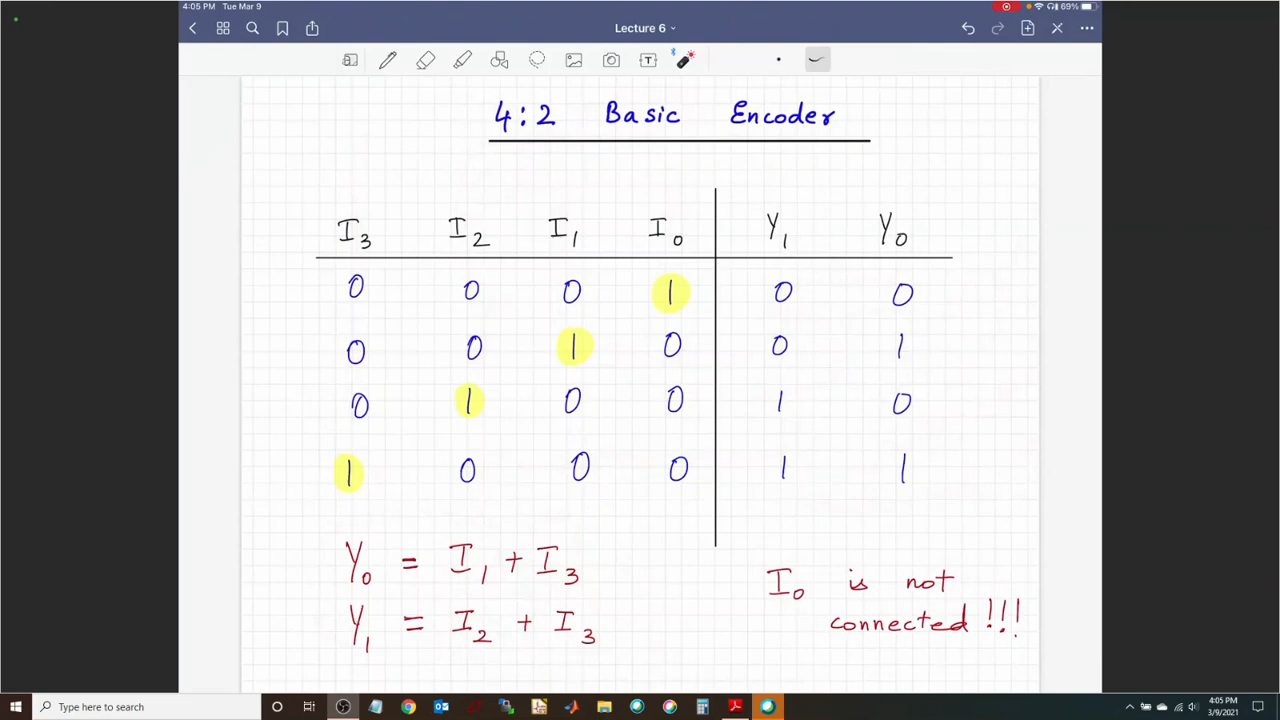 4:05 PM Tue Mar 9
69%
Lecture 6
T
4:2 Basic Encoder
I3 I2 I1 I0 Y1 Y0
0 0 0 1 0 0
0 0 1 0 0 1
0 1 0 0 1 0
1 0 0 0 1 1
Y0 = I1 + I3
Y1 = I2 + I3
I0 is not
connected !!!
Type here to search
4:05 PM
3/9/2021